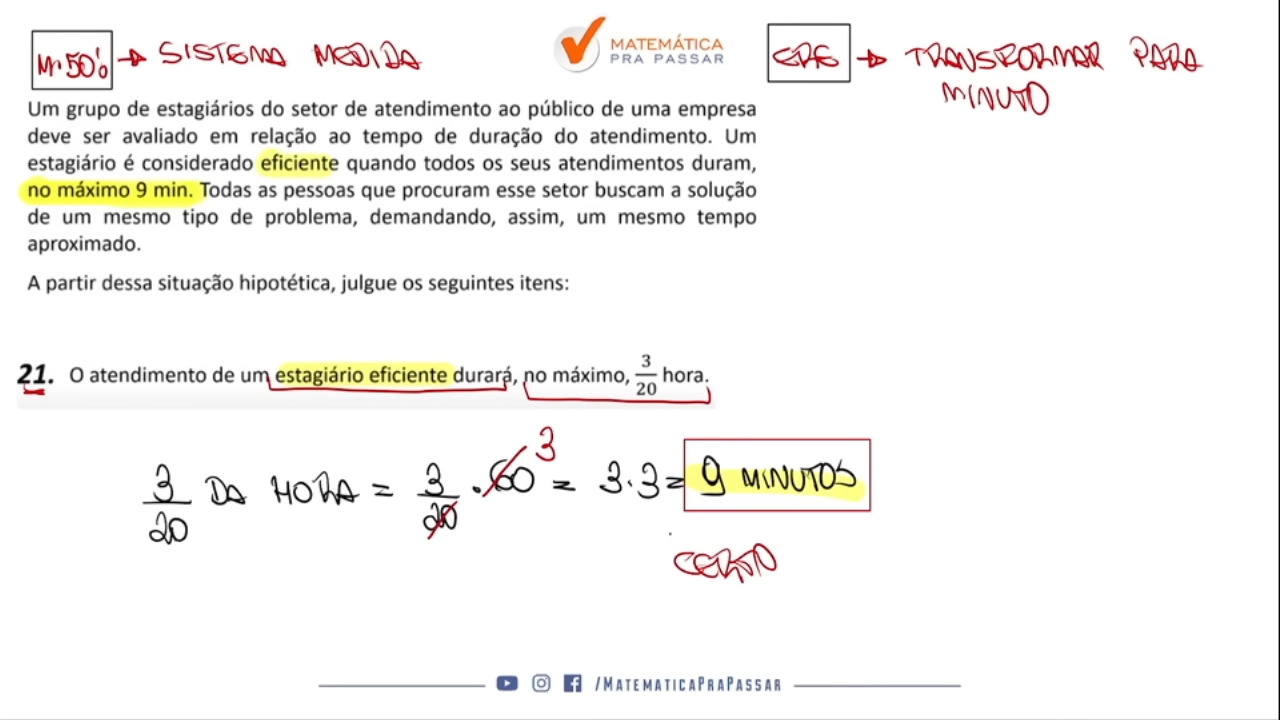 M.50% → SISTEMA MEDIDA
MATEMÁTICA
PRA PASSAR
→ TRANSFORMAR PARA
MINUTO
Um grupo de estagiários do setor de atendimento ao público de uma empresa
deve ser avaliado em relação ao tempo de duração do atendimento. Um
estagiário é considerado eficiente quando todos os seus atendimentos duram,
no máximo 9 min. Todas as pessoas que procuram esse setor buscam a solução
de um mesmo tipo de problema, demandando, assim, um mesmo tempo
aproximado.
A partir dessa situação hipotética, julgue os seguintes itens:
21. O atendimento de um estagiário eficiente durará, no máximo, 3/20 hora.
3
3/20 DA HORA = 3/20 . 60 = 3.3 = 9 MINUTOS
CERTO
/MATEMATICAPRAPASSAR